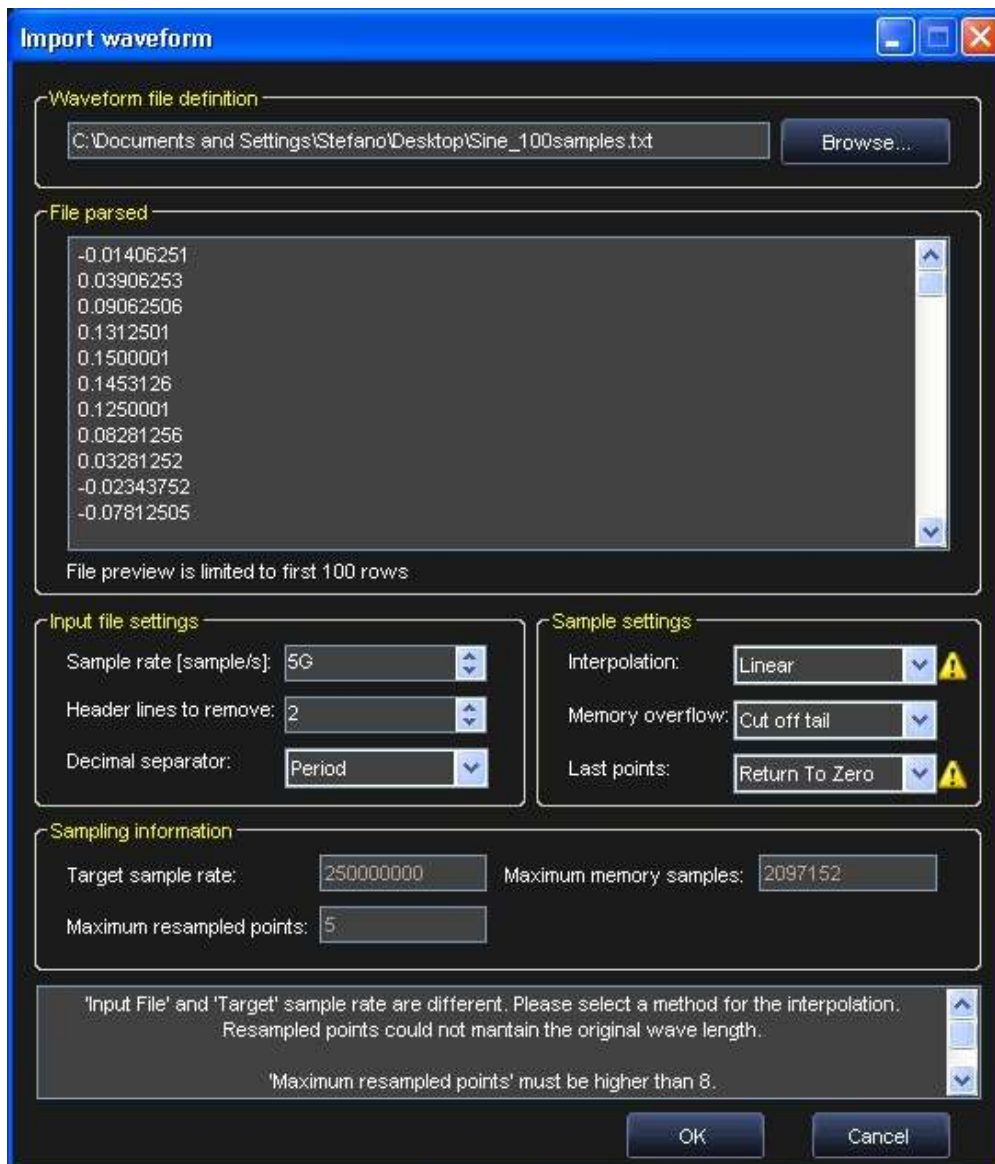 Import waveform
Waveform file definition
C:\Documents and Settings\Stefano\Desktop\Sine_100samples.txt
Browse...
File parsed
-0.01406251
0.03906253
0.09062506
0.1312501
0.1500001
0.1453126
0.1250001
0.08281256
0.03281252
-0.02343752
-0.07812505
File preview is limited to first 100 rows
Input file settings
Sample rate [sample/s]: 5G
Header lines to remove: 2
Decimal separator: Period
Sample settings
Interpolation: Linear
Memory overflow: Cut off tail
Last points: Return To Zero
Sampling information
Target sample rate: 250000000 Maximum memory samples: 2097152
Maximum resampled points: 5
'Input File' and 'Target' sample rate are different. Please select a method for the interpolation.
Resampled points could not mantain the original wave length.
'Maximum resampled points' must be higher than 8.
OK Cancel